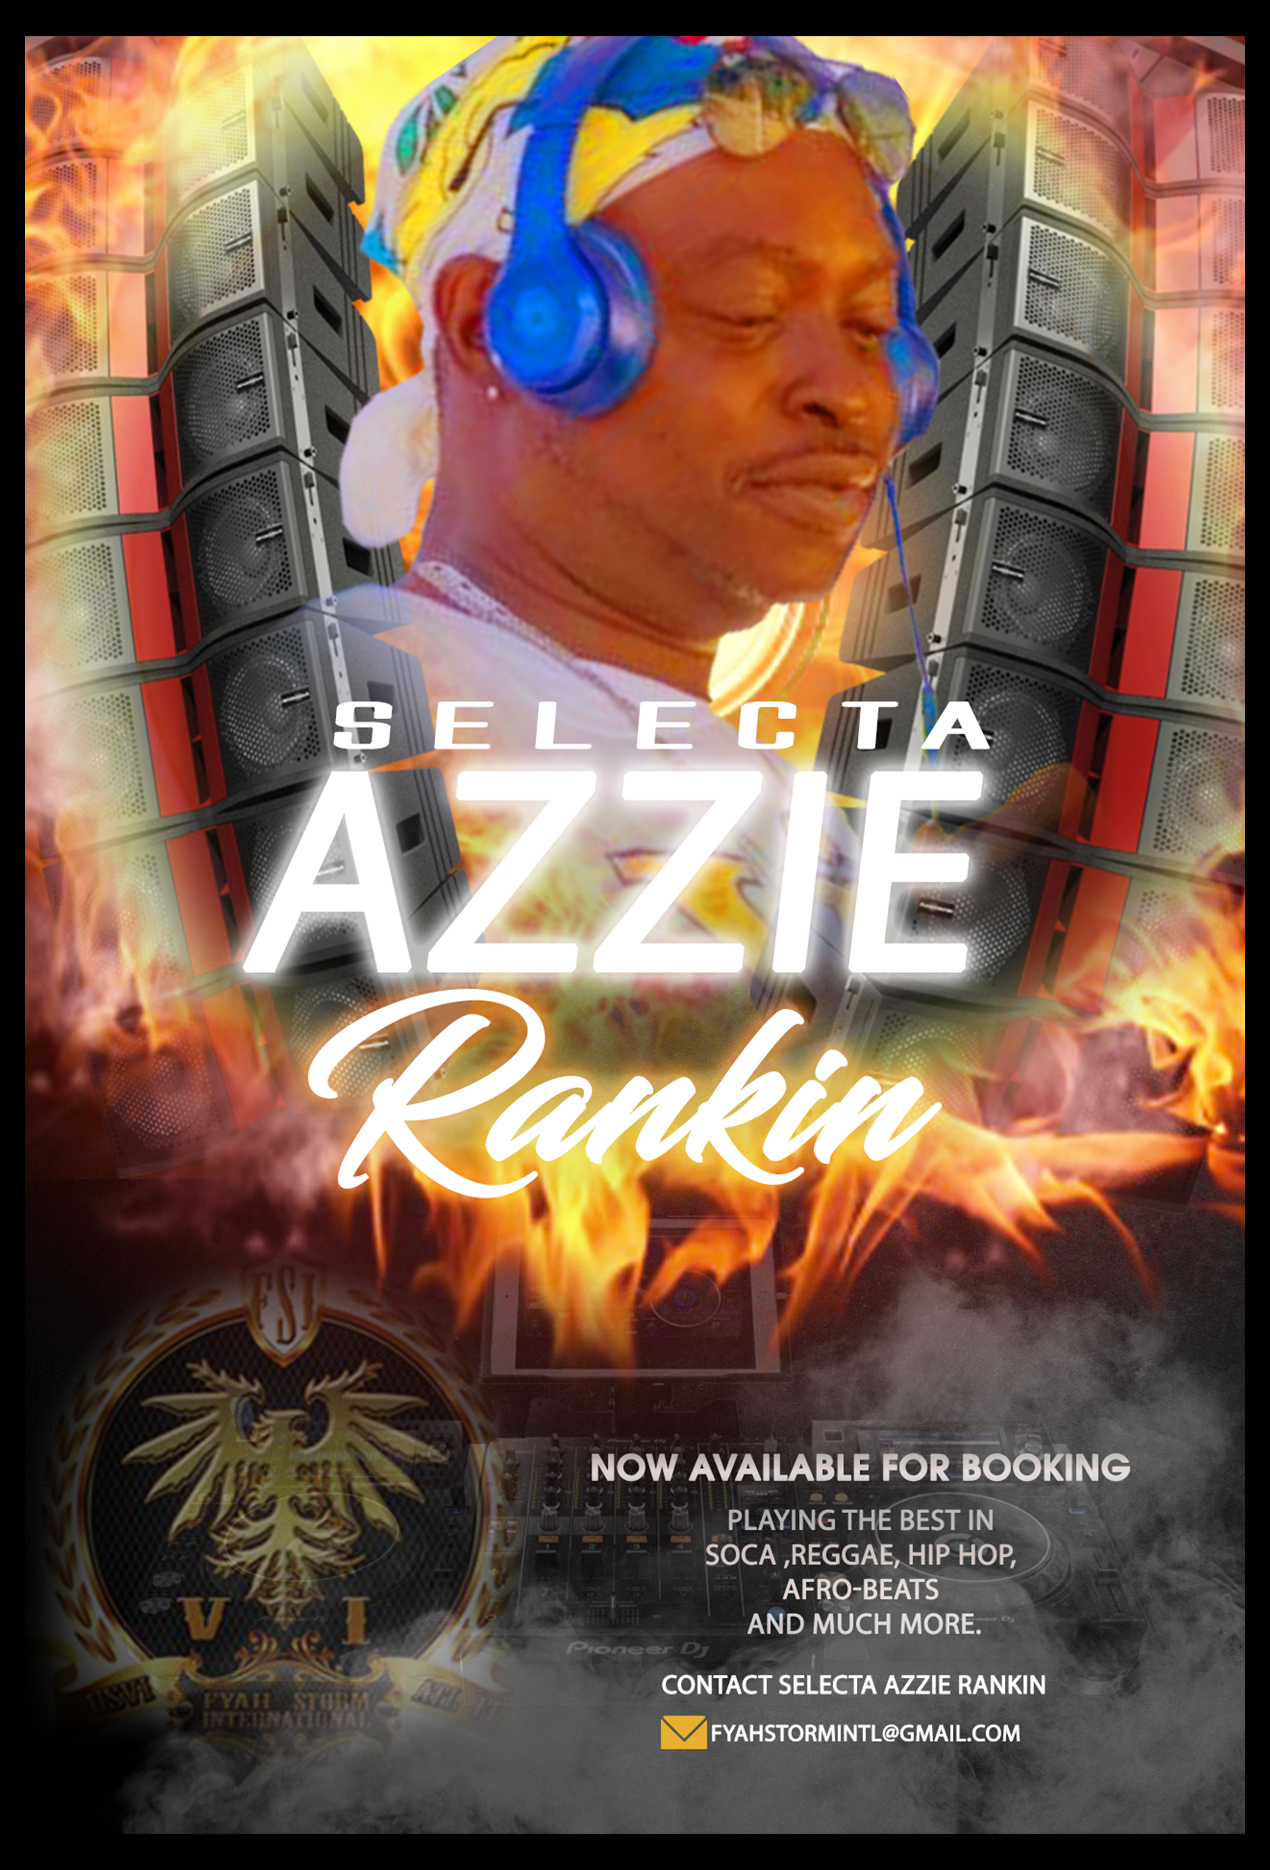 SELECTA
AZZIE
Rankin
FSI
NOW AVAILABLE FOR BOOKING
PLAYING THE BEST IN
SOCA ,REGGAE, HIP HOP,
AFRO-BEATS
AND MUCH MORE.
V I
Pioneer Dj
FYAH STORM
INTERNATIONAL
CONTACT SELECTA AZZIE RANKIN
FYAHSTORMINTL@GMAIL.COM